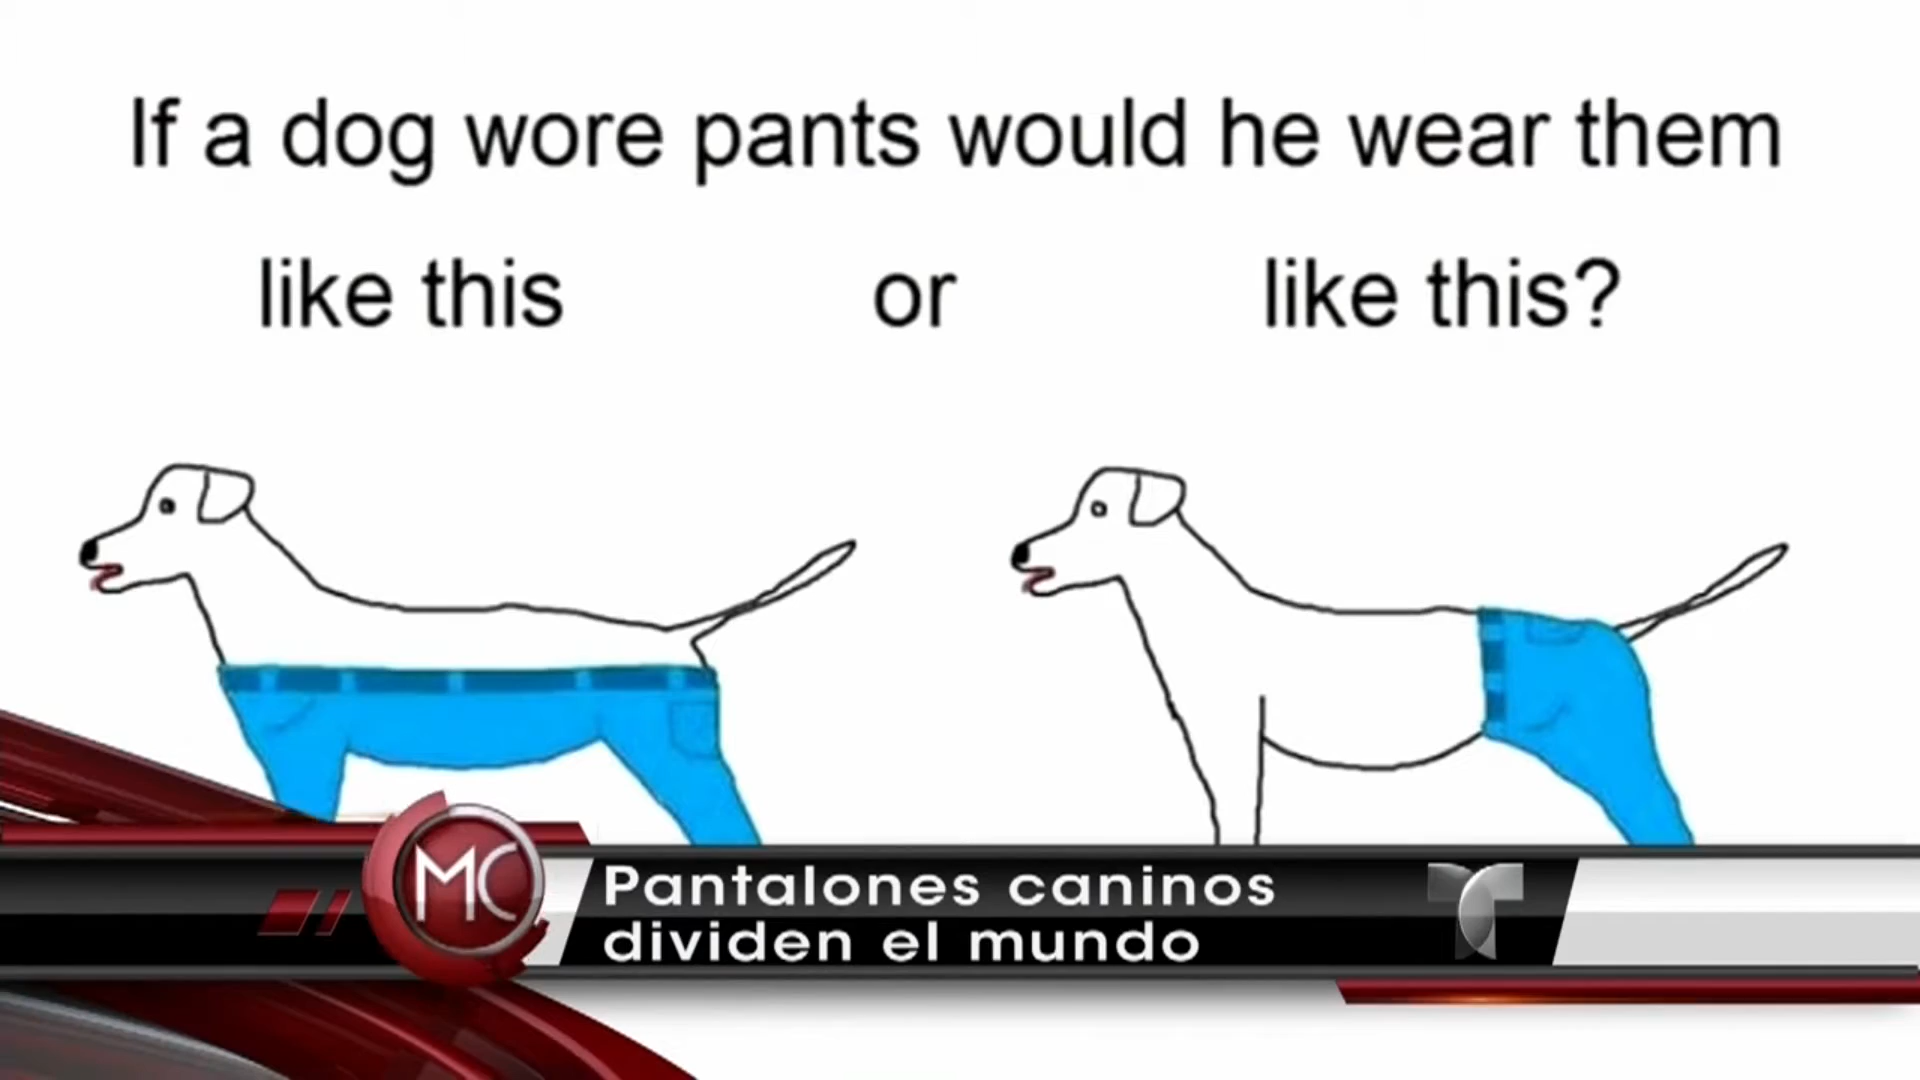 If a dog wore pants would he wear them
like this or like this?
MC
Pantalones caninos
dividen el mundo